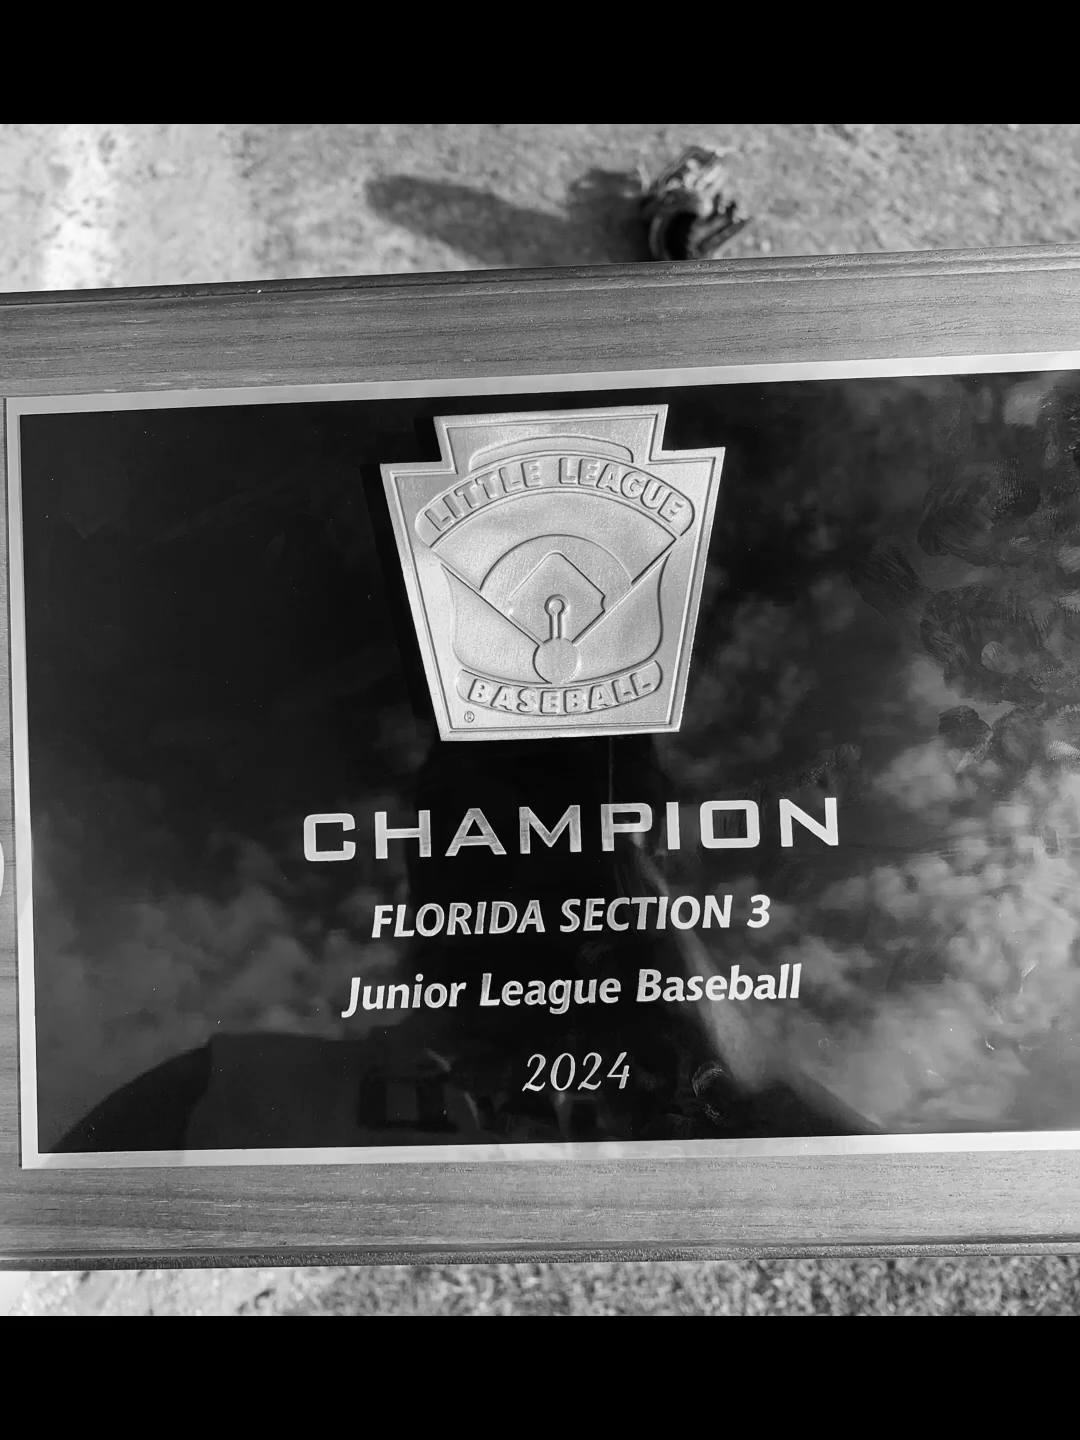 LITTLE LEAGUE
BASEBALL
®
CHAMPION
FLORIDA SECTION 3
Junior League Baseball
2024